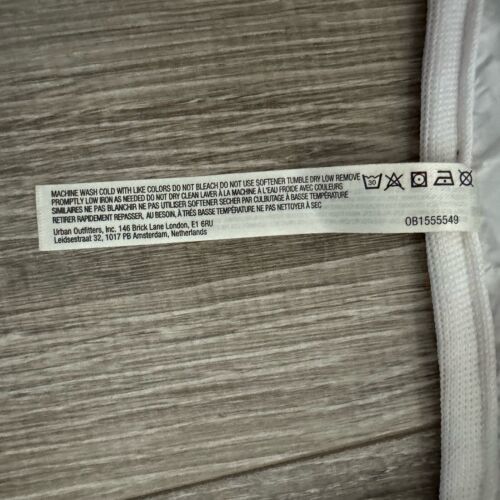 MACHINE WASH COLD WITH LIKE COLORS DO NOT BLEACH DO NOT USE SOFTENER TUMBLE DRY LOW REMOVE
PROMPTLY LOW IRON AS NEEDED DO NOT DRY CLEAN LAVER À LA MACHINE À L'EAU FROIDE AVEC COULEURS
SIMILAIRES NE PAS BLANCHIR NE PAS UTILISER SOFTENER SECHER PAR CULBUTAGE À BASSE TEMPÉRATURE
RETIRER RAPIDEMENT REPASSER, AU BESOIN, À TRÈS BASSE TEMPÉRATURE NE PAS NETTOYER À SEC
Urban Outfitters, Inc. 146 Brick Lane London, E1 6RU
Leidsestraat 32, 1017 PB Amsterdam, Netherlands
30
OB1555549